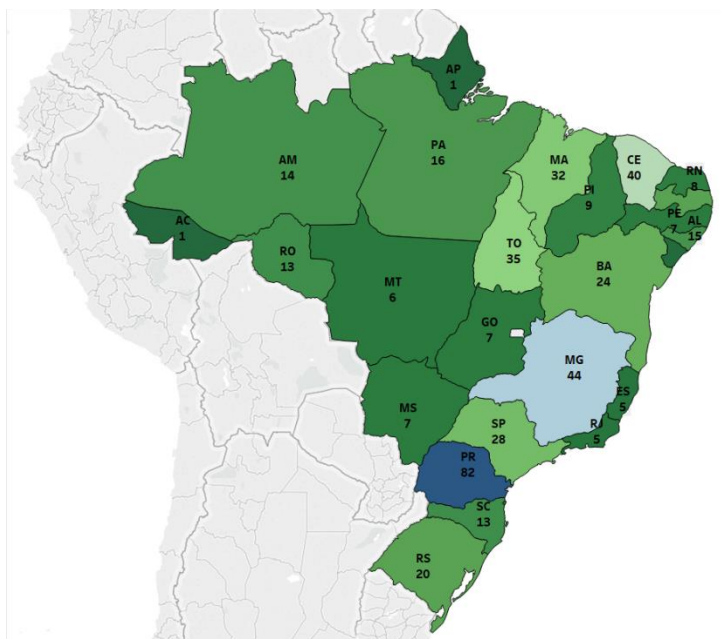 AP
1
AM
14
PA
16
MA
32
CE
40
RN
8
PI
9
PE
7
AL
15
AC
1
RO
13
TO
35
MT
6
BA
24
GO
7
MG
44
ES
5
MS
7
SP
28
RJ
5
PR
82
SC
13
RS
20